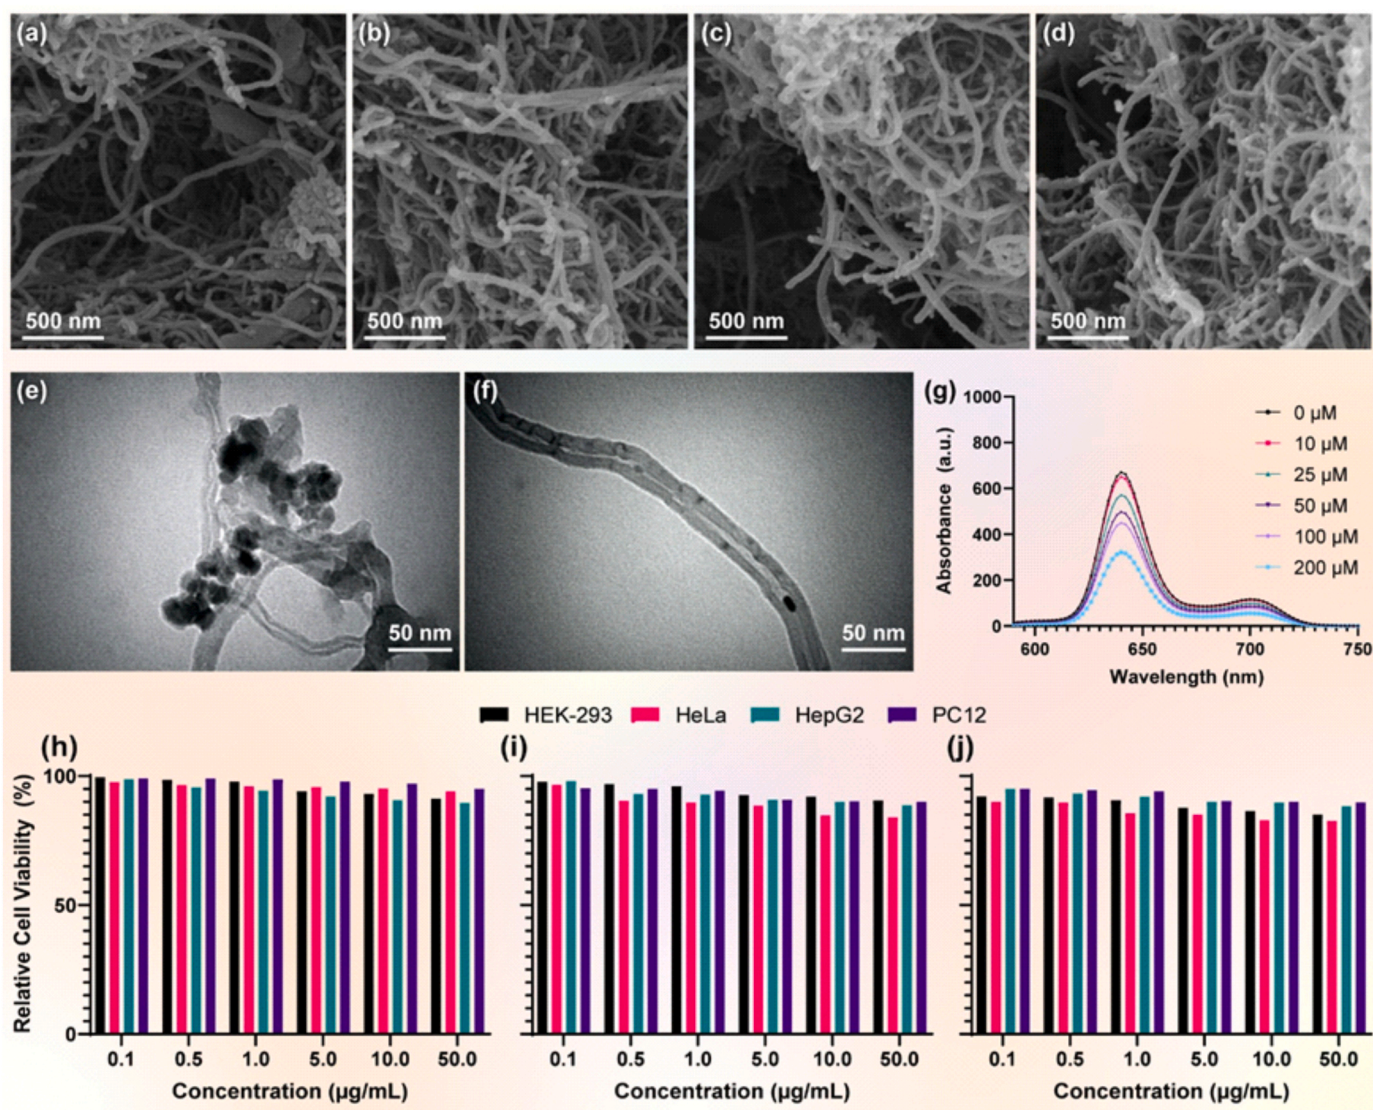 (a) (b) (c) (d)
500 nm 500 nm 500 nm 500 nm
(e) (f) (g)
50 nm 50 nm
1000
800
600
400
200
0
Absorbance (a.u.)
0 µM
10 µM
25 µM
50 µM
100 µM
200 µM
600 650 700 750
Wavelength (nm)
HEK-293 HeLa HepG2 PC12
(h) (i) (j)
Relative Cell Viability (%)
100
50
0
0.1 0.5 1.0 5.0 10.0 50.0
Concentration (µg/mL)
0.1 0.5 1.0 5.0 10.0 50.0
Concentration (µg/mL)
0.1 0.5 1.0 5.0 10.0 50.0
Concentration (µg/mL)